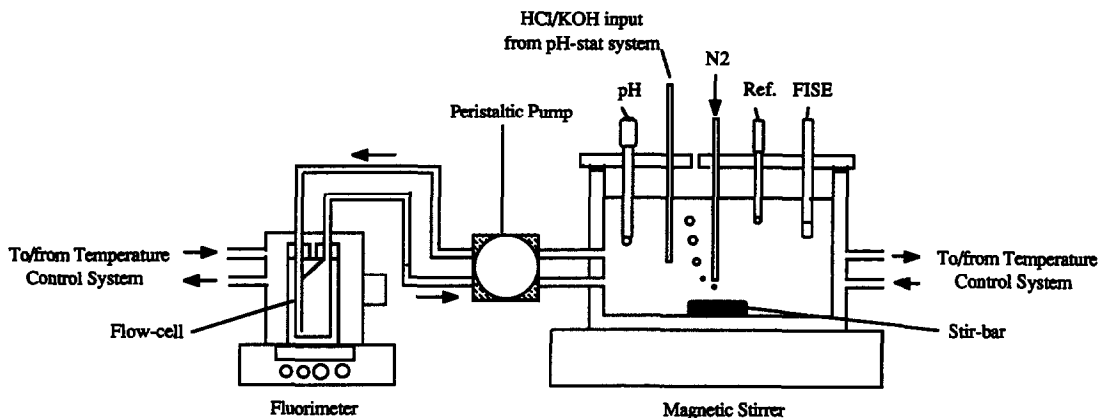 HCl/KOH input
from pH-stat system
N2
pH
Ref.
FISE
Peristaltic Pump
To/from Temperature
Control System
To/from Temperature
Control System
Flow-cell
Stir-bar
Fluorimeter
Magnetic Stirrer